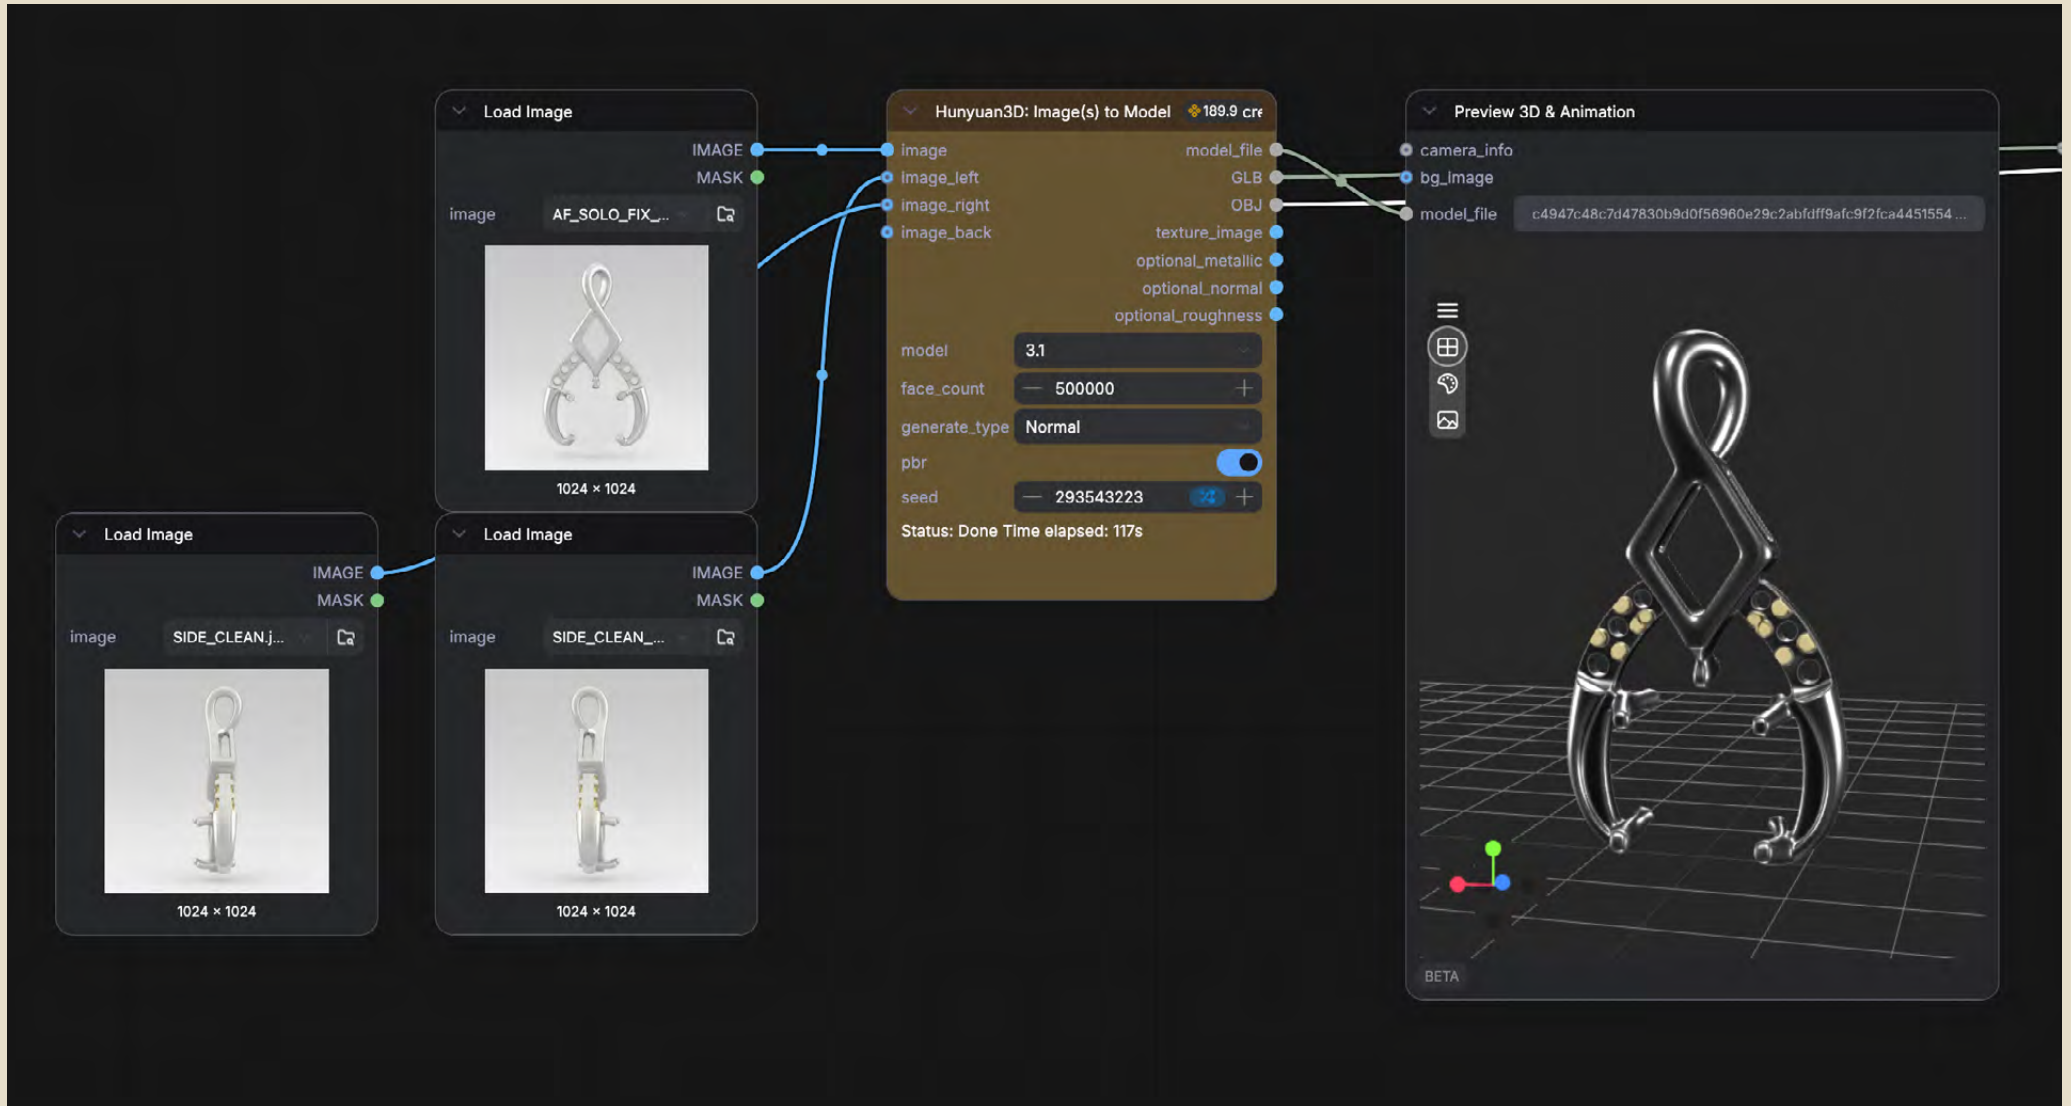 Load Image
IMAGE
MASK
image AF_SOLO_FIX_...
1024 × 1024
Load Image
IMAGE
MASK
image SIDE_CLEAN.j...
1024 × 1024
Load Image
IMAGE
MASK
image SIDE_CLEAN_...
1024 × 1024
Hunyuan3D: Image(s) to Model 189.9 cre
image model_file
image_left GLB
image_right OBJ
image_back texture_image
optional_metallic
optional_normal
optional_roughness
model 3.1
face_count 500000
generate_type Normal
pbr
seed 293543223
Status: Done Time elapsed: 117s
Preview 3D & Animation
camera_info
bg_image
model_file c4947c48c7d47830b9d0f56960e29c2abfdff9afc9f2fca4451554...
BETA